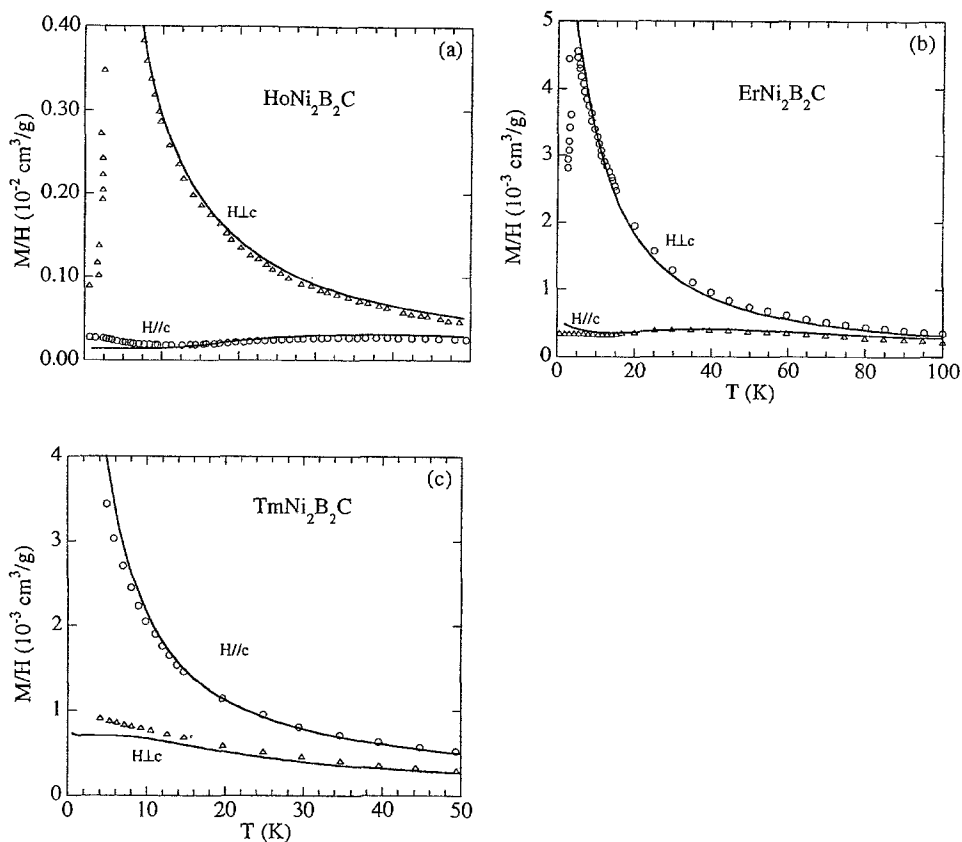 0.40
0.30
0.20
0.10
0.00
M/H (10⁻² cm³/g)
(a)
HoNi₂B₂C
H⊥c
H//c
5
4
3
2
1
0
M/H (10⁻³ cm³/g)
(b)
ErNi₂B₂C
H⊥c
H//c
0 20 40 60 80 100
T (K)
4
3
2
1
0
M/H (10⁻³ cm³/g)
(c)
TmNi₂B₂C
H//c
H⊥c
0 10 20 30 40 50
T (K)